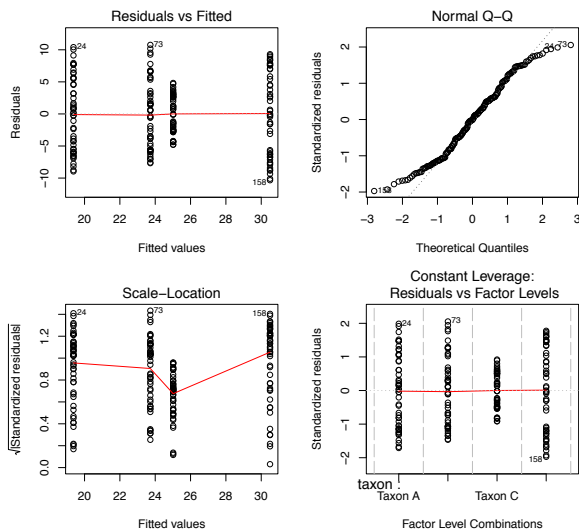 Residuals vs Fitted
Residuals
10
5
0
−5
−10
24
73
158
20 22 24 26 28 30
Fitted values
Normal Q−Q
Standardized residuals
2
1
0
−1
−2
73
−3 −2 −1 0 1 2 3
Theoretical Quantiles
Scale−Location
√|Standardized residuals|
1.2
0.8
0.4
0.0
24
73
158
20 22 24 26 28 30
Fitted values
Constant Leverage:
Residuals vs Factor Levels
Standardized residuals
2
1
0
−1
−2
24
73
158
taxon :
Taxon A Taxon C
Factor Level Combinations